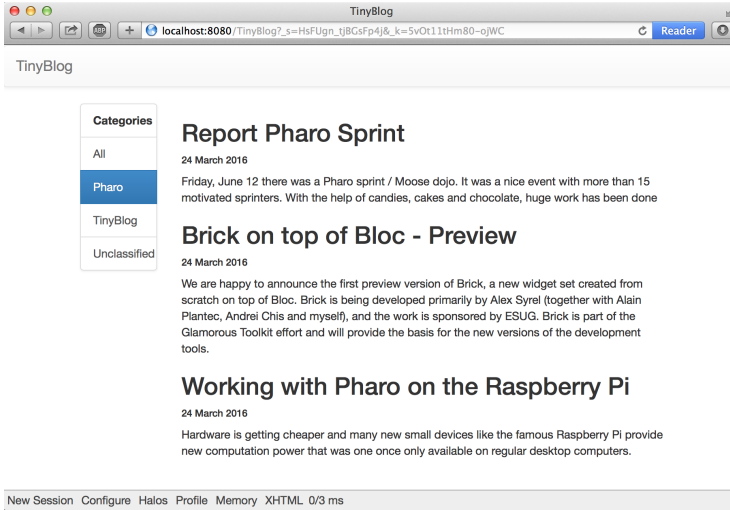 TinyBlog
ABP
localhost:8080/TinyBlog?_s=HsFUgn_tjBGsFp4j&_k=5vOt11tHm80-ojWC
Reader
TinyBlog
Categories
All
Pharo
TinyBlog
Unclassified
Report Pharo Sprint
24 March 2016
Friday, June 12 there was a Pharo sprint / Moose dojo. It was a nice event with more than 15
motivated sprinters. With the help of candies, cakes and chocolate, huge work has been done
Brick on top of Bloc - Preview
24 March 2016
We are happy to announce the first preview version of Brick, a new widget set created from
scratch on top of Bloc. Brick is being developed primarily by Alex Syrel (together with Alain
Plantec, Andrei Chis and myself), and the work is sponsored by ESUG. Brick is part of the
Glamorous Toolkit effort and will provide the basis for the new versions of the development
tools.
Working with Pharo on the Raspberry Pi
24 March 2016
Hardware is getting cheaper and many new small devices like the famous Raspberry Pi provide
new computation power that was one once only available on regular desktop computers.
New Session Configure Halos Profile Memory XHTML 0/3 ms